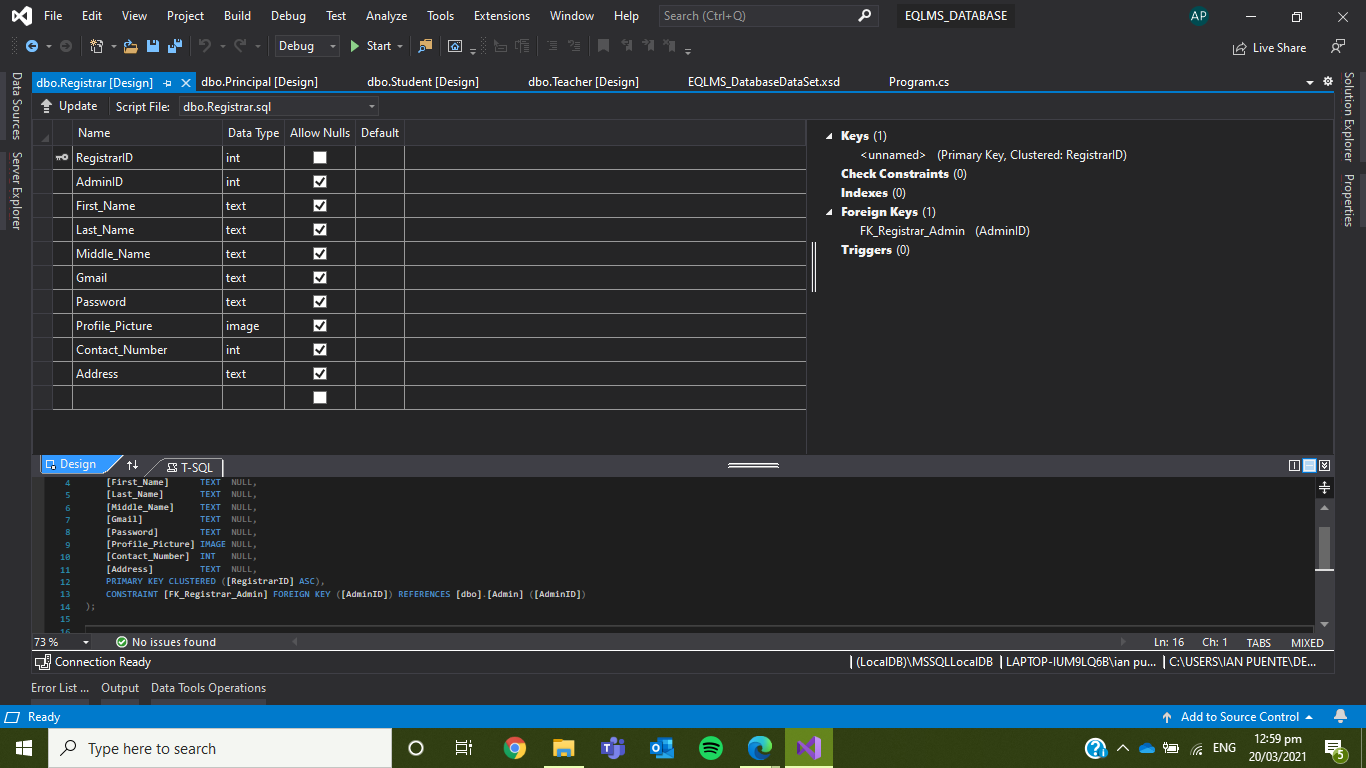 File Edit View Project Build Debug Test Analyze Tools Extensions Window Help Search (Ctrl+Q) EQLMS_DATABASE AP
Debug Start Live Share
dbo.Registrar [Design] dbo.Principal [Design] dbo.Student [Design] dbo.Teacher [Design] EQLMS_DatabaseDataSet.xsd Program.cs
Data Sources
Server Explorer
Solution Explorer
Properties
Update Script File: dbo.Registrar.sql
Name Data Type Allow Nulls Default
RegistrarID int
AdminID int
First_Name text
Last_Name text
Middle_Name text
Gmail text
Password text
Profile_Picture image
Contact_Number int
Address text
Keys (1)
<unnamed> (Primary Key, Clustered: RegistrarID)
Check Constraints (0)
Indexes (0)
Foreign Keys (1)
FK_Registrar_Admin (AdminID)
Triggers (0)
Design T-SQL
4 [First_Name] TEXT NULL,
5 [Last_Name] TEXT NULL,
6 [Middle_Name] TEXT NULL,
7 [Gmail] TEXT NULL,
8 [Password] TEXT NULL,
9 [Profile_Picture] IMAGE NULL,
10 [Contact_Number] INT NULL,
11 [Address] TEXT NULL,
12 PRIMARY KEY CLUSTERED ([RegistrarID] ASC),
13 CONSTRAINT [FK_Registrar_Admin] FOREIGN KEY ([AdminID]) REFERENCES [dbo].[Admin] ([AdminID])
14 );
15
16
73 % No issues found Ln: 16 Ch: 1 TABS MIXED
Connection Ready (LocalDB)\MSSQLLocalDB LAPTOP-IUM9LQ6B\ian pu... C:\USERS\IAN PUENTE\DE...
Error List ... Output Data Tools Operations
Ready Add to Source Control
Type here to search ENG 12:59 pm
20/03/2021 5